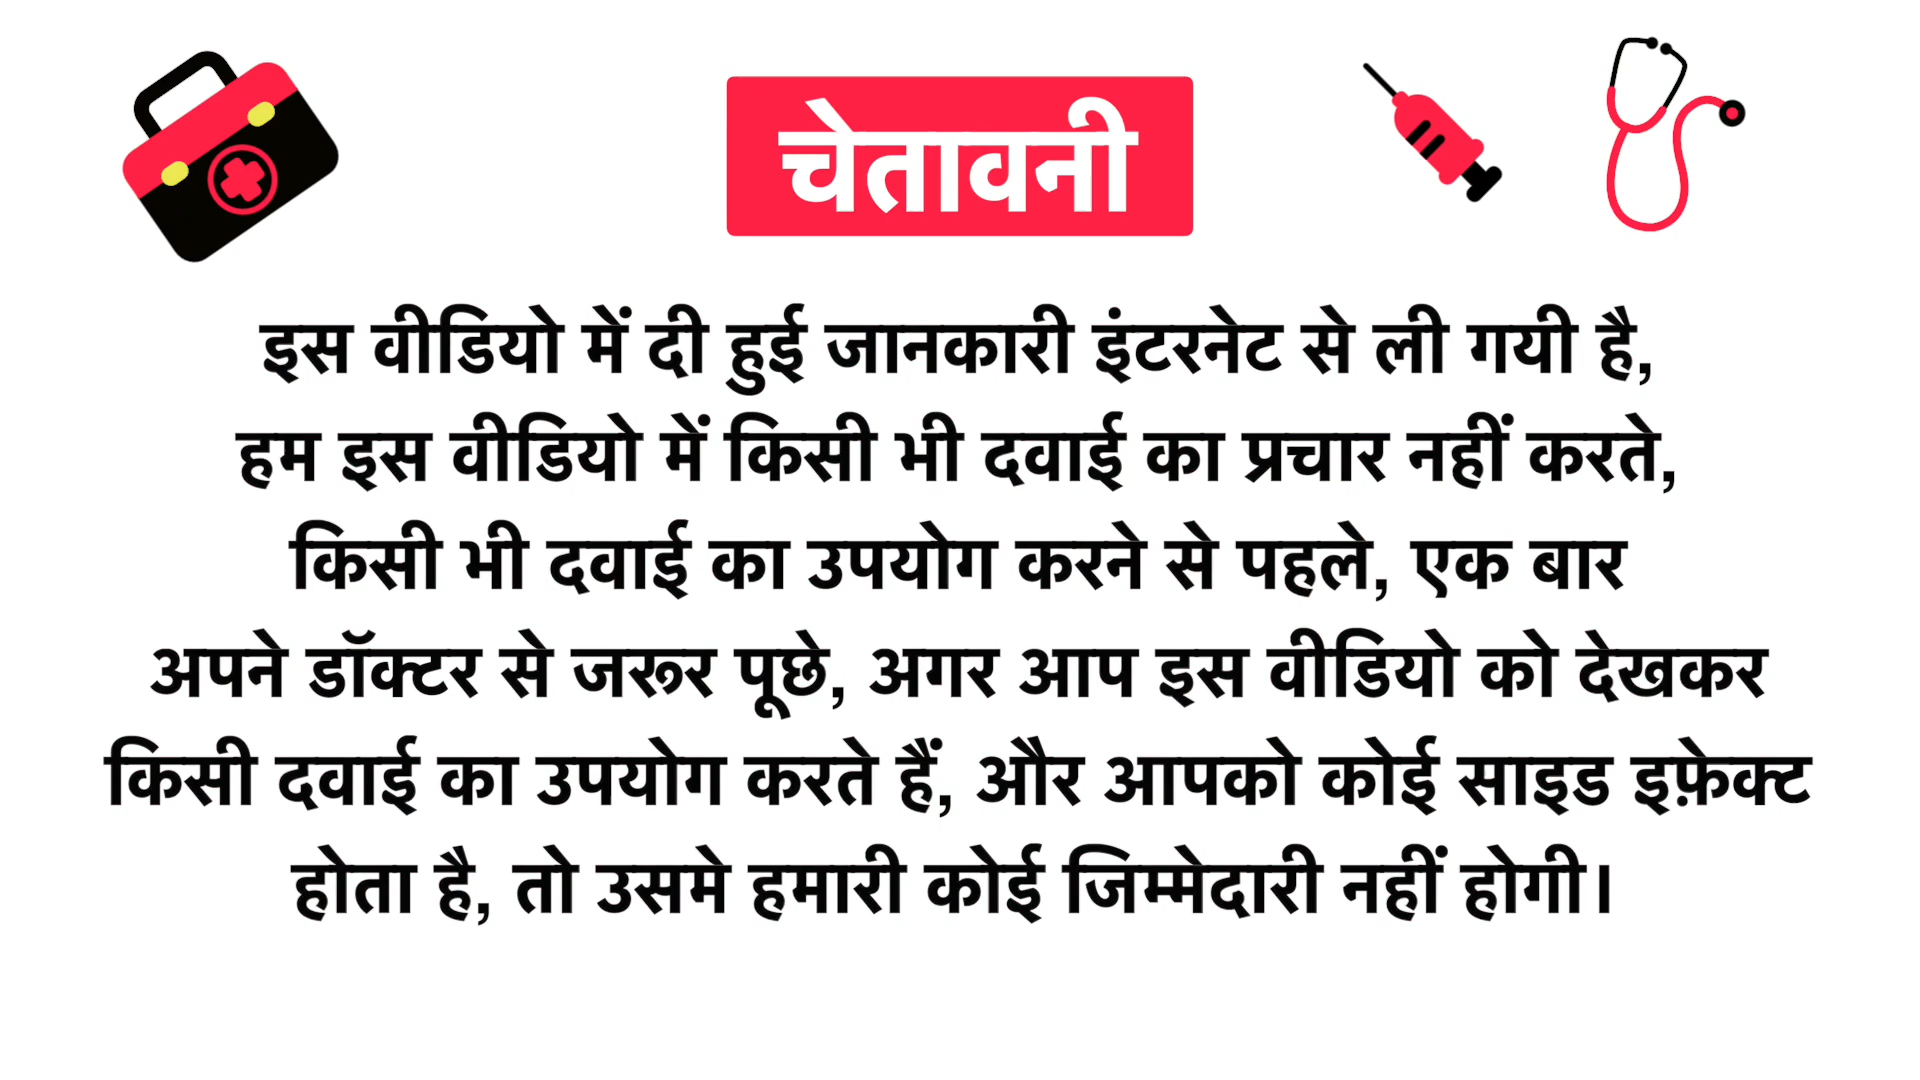 चेतावनी
इस वीडियो में दी हुई जानकारी इंटरनेट से ली गयी है,
हम इस वीडियो में किसी भी दवाई का प्रचार नहीं करते,
किसी भी दवाई का उपयोग करने से पहले, एक बार
अपने डॉक्टर से जरूर पूछे, अगर आप इस वीडियो को देखकर
किसी दवाई का उपयोग करते हैं, और आपको कोई साइड इफ़ेक्ट
होता है, तो उसमे हमारी कोई जिम्मेदारी नहीं होगी।